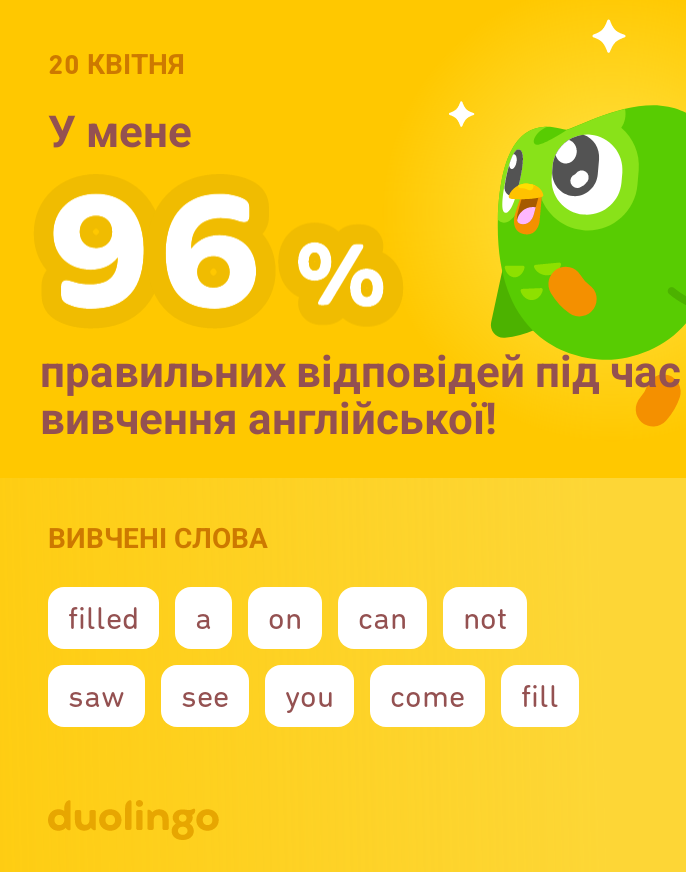 20 КВІТНЯ
У мене
96 %
правильних відповідей під час
вивчення англійської!
ВИВЧЕНІ СЛОВА
filled a on can not
saw see you come fill
duolingo